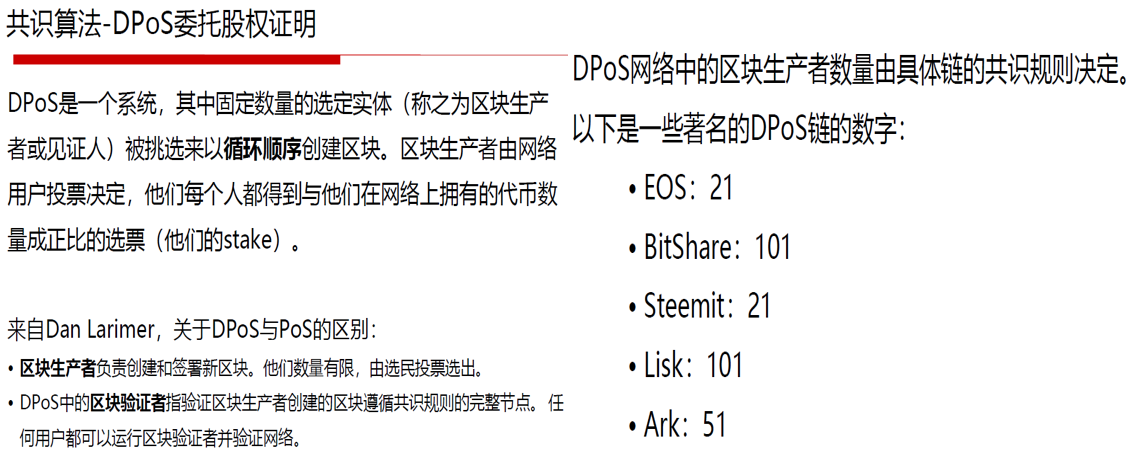 共识算法-DPoS委托股权证明
DPoS是一个系统，其中固定数量的选定实体（称之为区块生产
者或见证人）被挑选来以循环顺序创建区块。区块生产者由网络
用户投票决定，他们每个人都得到与他们在网络上拥有的代币数
量成正比的选票（他们的stake）。
来自Dan Larimer，关于DPoS与PoS的区别：
• 区块生产者负责创建和签署新区块。他们数量有限，由选民投票选出。
• DPoS中的区块验证者指验证区块生产者创建的区块遵循共识规则的完整节点。 任
何用户都可以运行区块验证者并验证网络。
DPoS网络中的区块生产者数量由具体链的共识规则决定。
以下是一些著名的DPoS链的数字：
• EOS：21
• BitShare：101
• Steemit：21
• Lisk：101
• Ark：51